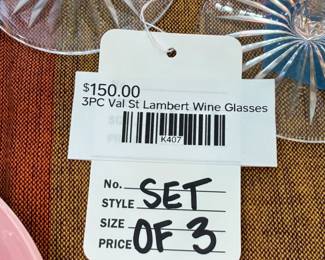 $150.00
3PC Val St Lambert Wine Glasses
K407
No.
STYLE SET
SIZE
PRICE OF 3